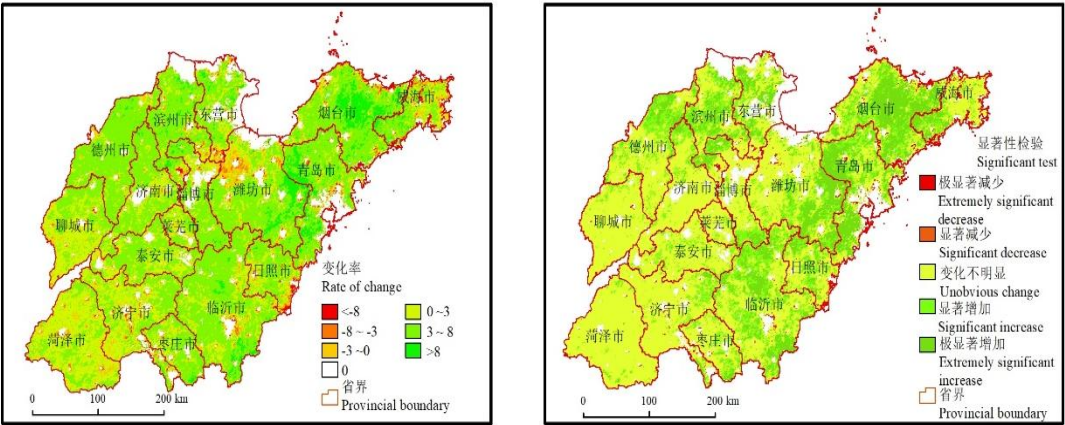 烟台市
威海市
滨州市
东营市
德州市
青岛市
济南市
淄博市
潍坊市
聊城市
莱芜市
泰安市
日照市
济宁市
临沂市
菏泽市
枣庄市
变化率
Rate of change
<-8
0 ~3
-8 ~ -3
3 ~ 8
-3 ~0
>8
0
省界
Provincial boundary
0 100 200 km
烟台市
威海市
滨州市
东营市
德州市
青岛市
济南市
淄博市
潍坊市
聊城市
莱芜市
泰安市
日照市
济宁市
临沂市
菏泽市
枣庄市
显著性检验
Significant test
极显著减少
Extremely significant
decrease
显著减少
Significant decrease
变化不明显
Unobvious change
显著增加
Significant increase
极显著增加
Extremely significant
increase
省界
Provincial boundary
0 100 200 km